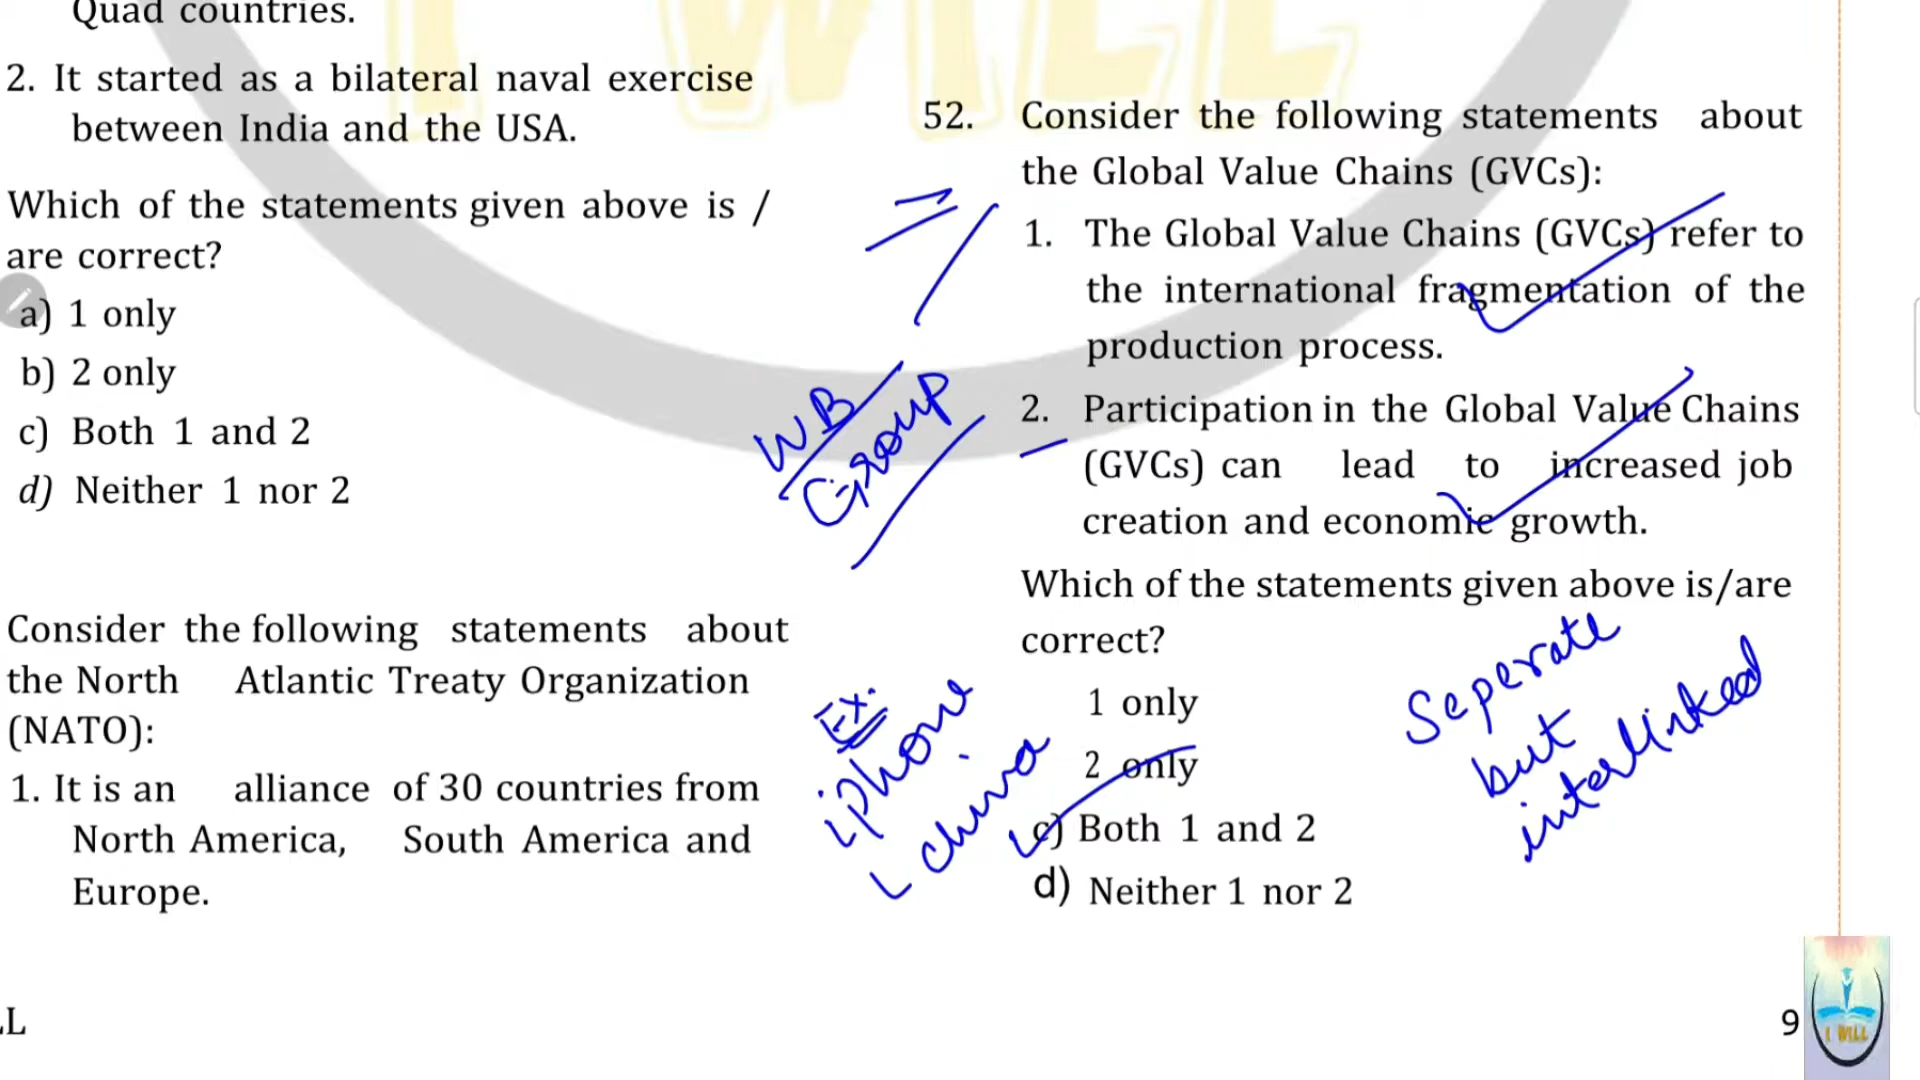 Quad countries.
2. It started as a bilateral naval exercise
between India and the USA.
Which of the statements given above is /
are correct?
a) 1 only
b) 2 only
c) Both 1 and 2
d) Neither 1 nor 2
Consider the following statements about
the North Atlantic Treaty Organization
(NATO):
1. It is an alliance of 30 countries from
North America, South America and
Europe.
LL
I WILL
WB
Group
Ex.
iphone
china
52. Consider the following statements about
the Global Value Chains (GVCs):
1. The Global Value Chains (GVCs) refer to
the international fragmentation of the
production process.
2. Participation in the Global Value Chains
(GVCs) can lead to increased job
creation and economic growth.
Which of the statements given above is/are
correct?
1 only
2 only
c) Both 1 and 2
d) Neither 1 nor 2
Seperate
but
interlinked
9
I WILL